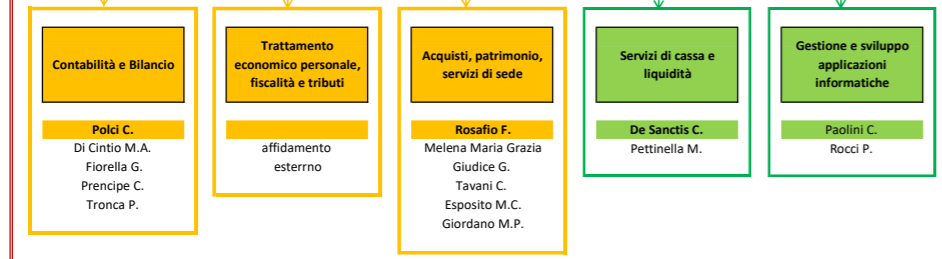 Contabilità e Bilancio
Polci C.
Di Cintio M.A.
Fiorella G.
Prencipe C.
Tronca P.
Trattamento
economico personale,
fiscalità e tributi
affidamento
esterrno
Acquisti, patrimonio,
servizi di sede
Rosafio F.
Melena Maria Grazia
Giudice G.
Tavani C.
Esposito M.C.
Giordano M.P.
Servizi di cassa e
liquidità
De Sanctis C.
Pettinella M.
Gestione e sviluppo
applicazioni
informatiche
Paolini C.
Rocci P.